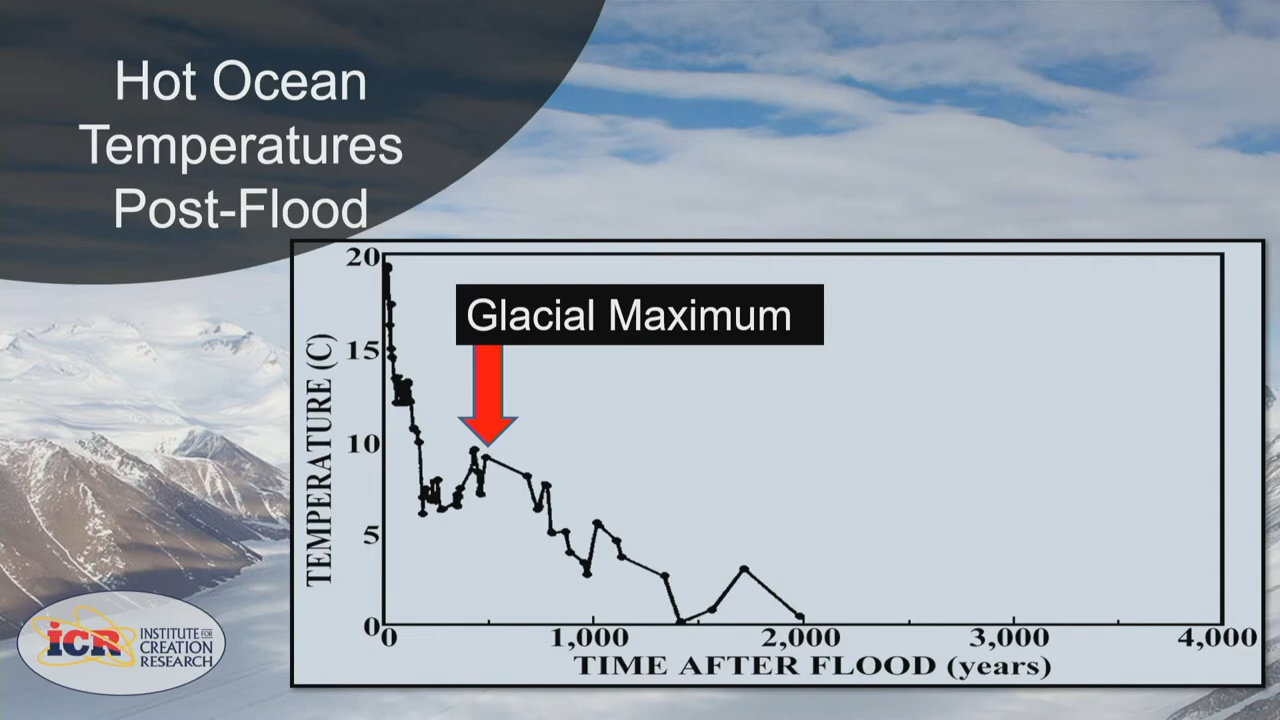 Hot Ocean
Temperatures
Post-Flood
Glacial Maximum
20
15
10
5
0
TEMPERATURE (C)
0 1,000 2,000 3,000 4,000
TIME AFTER FLOOD (years)
iCR
INSTITUTE FOR
CREATION
RESEARCH